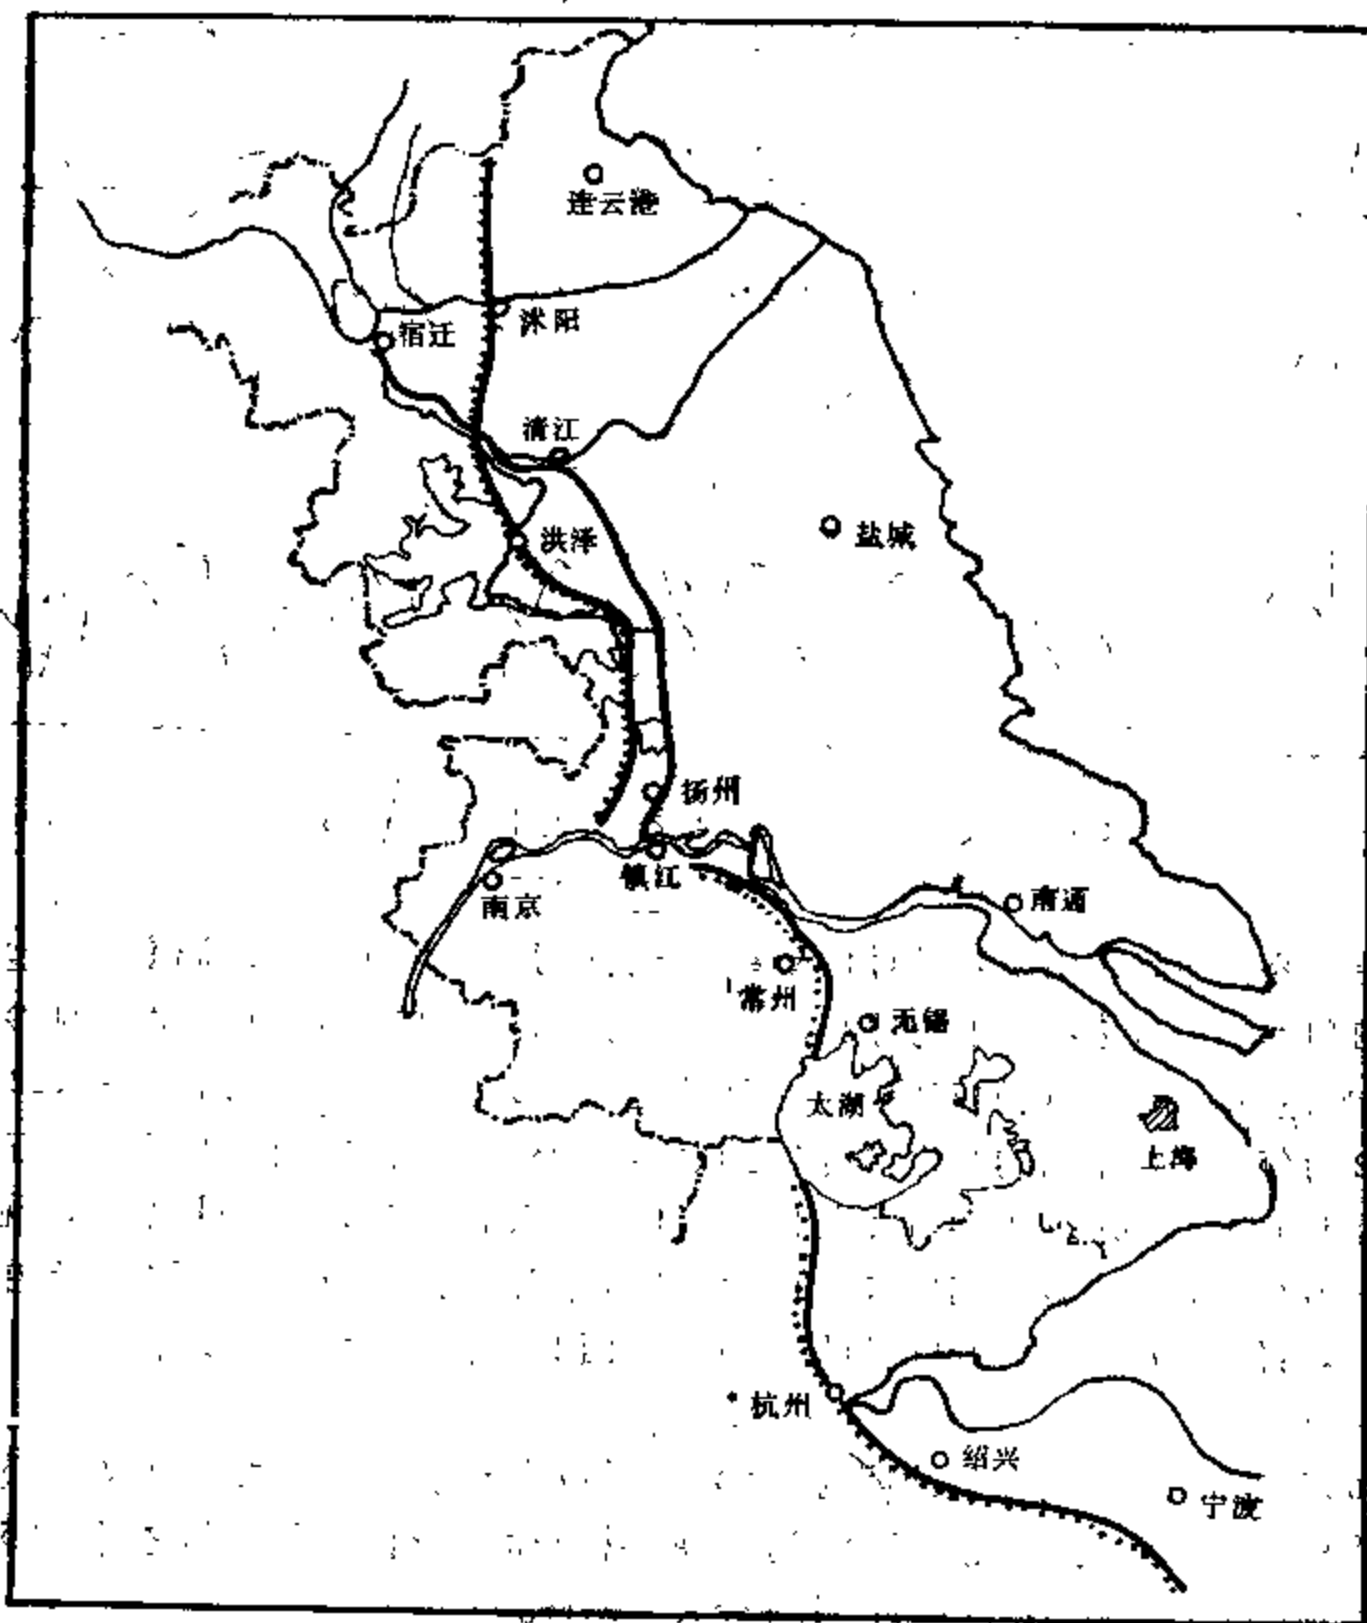 连云港
宿迁
沭阳
清江
洪泽
盐城
扬州
镇江
南京
南通
常州
无锡
太湖
上海
杭州
绍兴
宁波